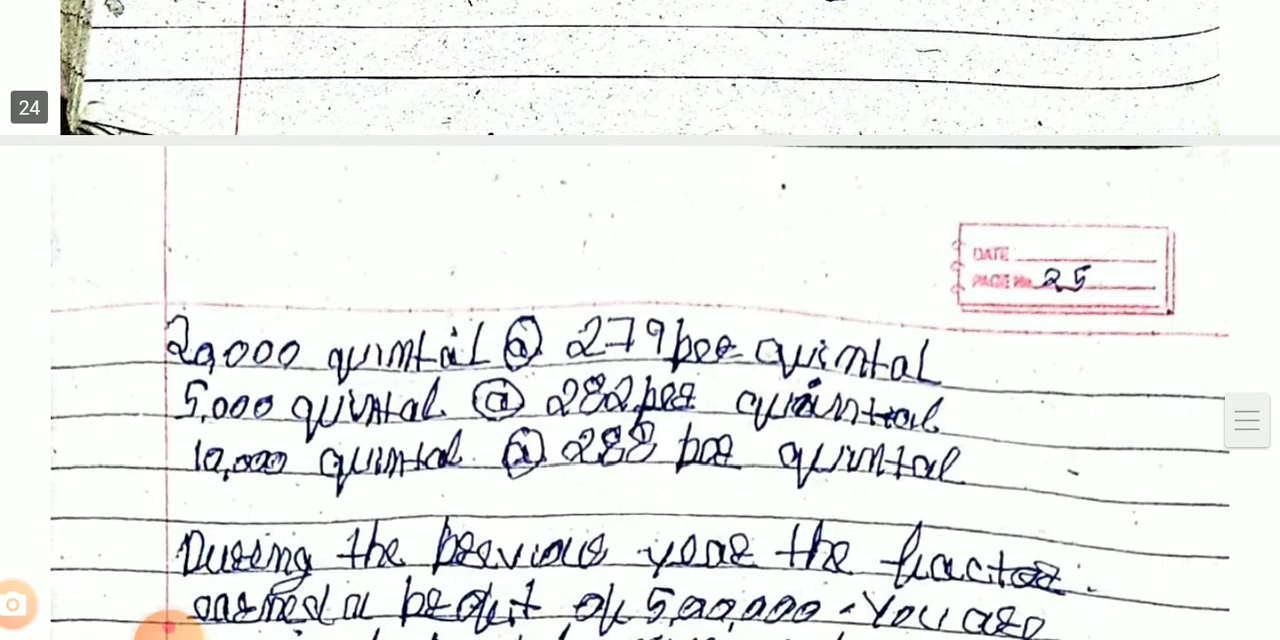 24
DATE
PAGE No. 25
20,000 quintal @ 279 per quintal
5,000 quintal @ 282 per quintal
10,000 quintal @ 288 per quintal
During the previous year the factor
earned a profit of 5,00,000. You are